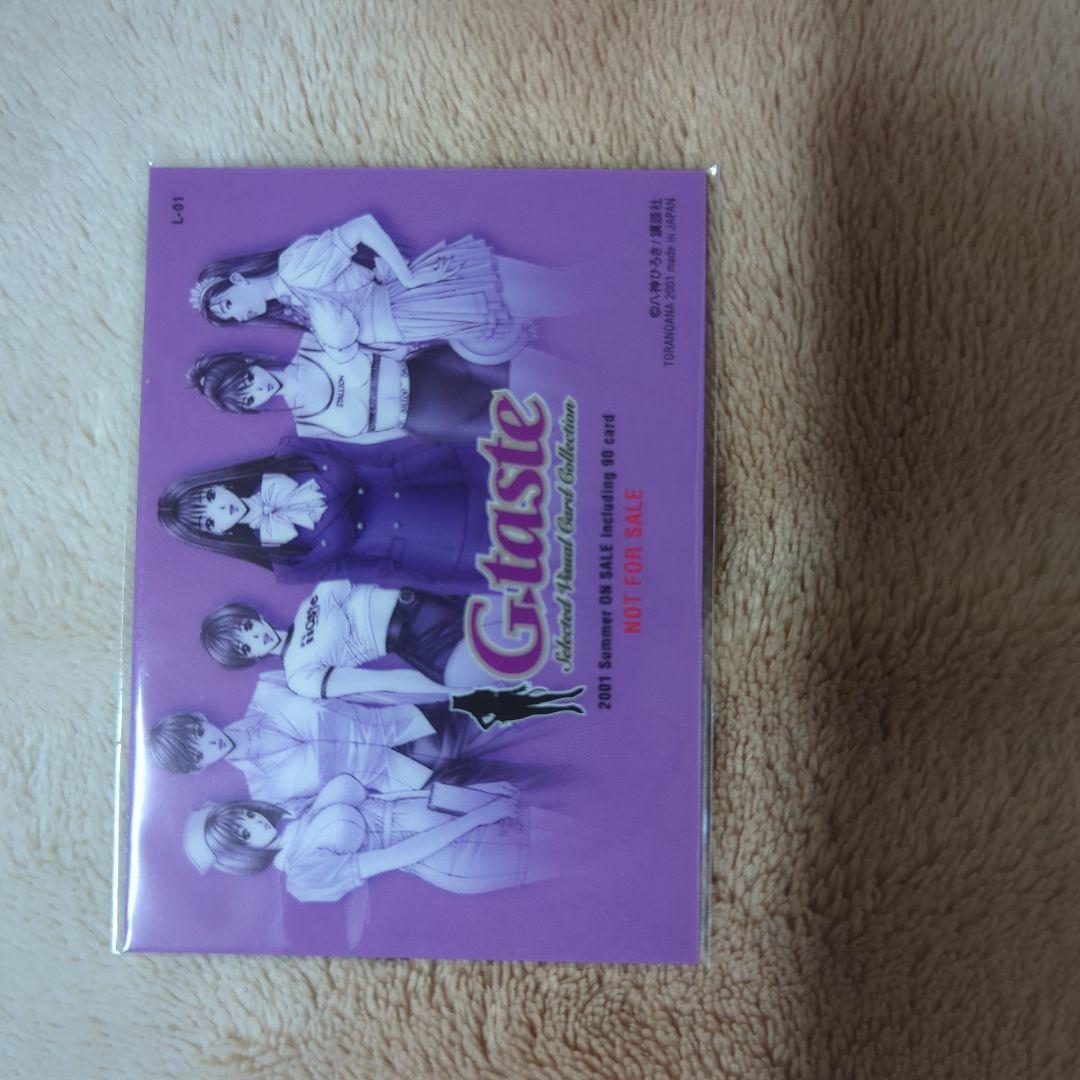 L-01
STALLION
G-taste
Selected Visual Card Collection
2001 Summer ON SALE Including 90 card
NOT FOR SALE
©八神ひろき/講談社
TORANOANA 2001 made in JAPAN